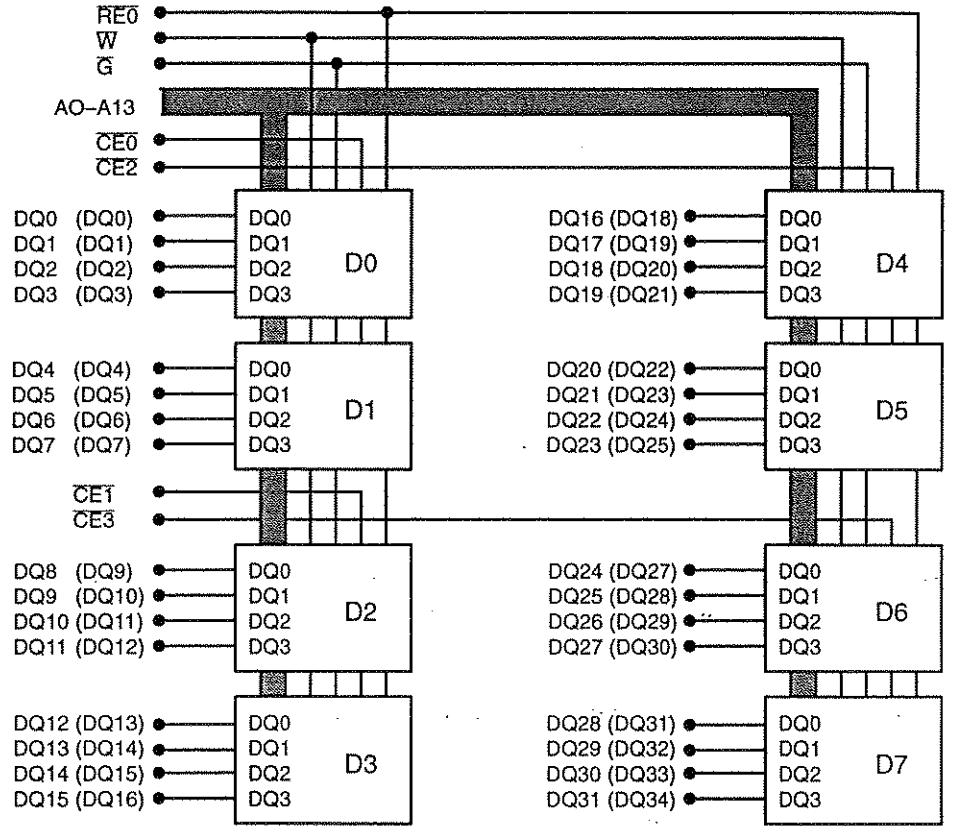 RE0
W
G
AO–A13
CE0
CE2
DQ0 (DQ0) DQ0
DQ1 (DQ1) DQ1
DQ2 (DQ2) DQ2
DQ3 (DQ3) DQ3
D0
DQ16 (DQ18) DQ0
DQ17 (DQ19) DQ1
DQ18 (DQ20) DQ2
DQ19 (DQ21) DQ3
D4
DQ4 (DQ4) DQ0
DQ5 (DQ5) DQ1
DQ6 (DQ6) DQ2
DQ7 (DQ7) DQ3
D1
DQ20 (DQ22) DQ0
DQ21 (DQ23) DQ1
DQ22 (DQ24) DQ2
DQ23 (DQ25) DQ3
D5
CE1
CE3
DQ8 (DQ9) DQ0
DQ9 (DQ10) DQ1
DQ10 (DQ11) DQ2
DQ11 (DQ12) DQ3
D2
DQ24 (DQ27) DQ0
DQ25 (DQ28) DQ1
DQ26 (DQ29) DQ2
DQ27 (DQ30) DQ3
D6
DQ12 (DQ13) DQ0
DQ13 (DQ14) DQ1
DQ14 (DQ15) DQ2
DQ15 (DQ16) DQ3
D3
DQ28 (DQ31) DQ0
DQ29 (DQ32) DQ1
DQ30 (DQ33) DQ2
DQ31 (DQ34) DQ3
D7